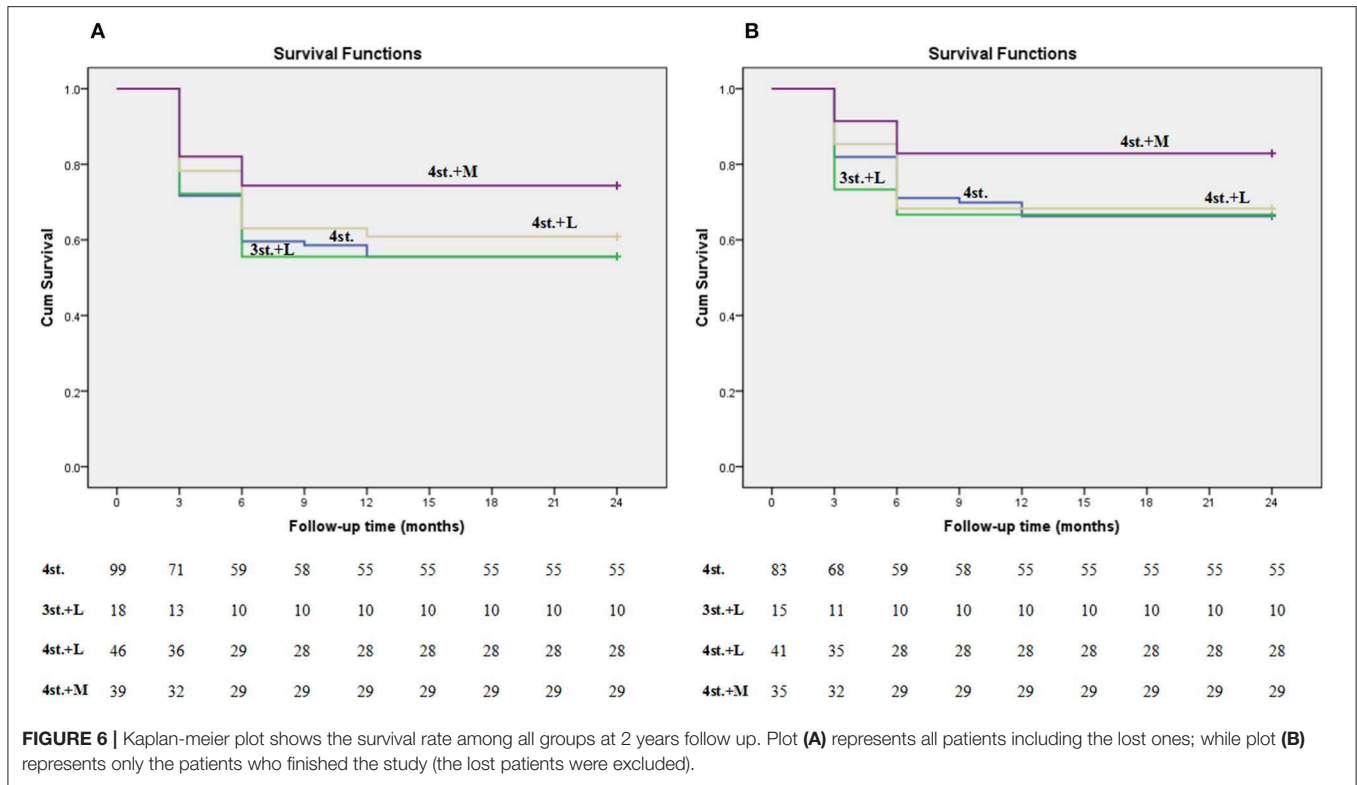 A
Survival Functions
1.0
0.8
0.6
0.4
0.2
0.0
Cum Survival
4st.+M
4st.+L
4st.
3st.+L
0 3 6 9 12 15 18 21 24
Follow-up time (months)
4st. 99 71 59 58 55 55 55 55 55
3st.+L 18 13 10 10 10 10 10 10 10
4st.+L 46 36 29 28 28 28 28 28 28
4st.+M 39 32 29 29 29 29 29 29 29
B
Survival Functions
1.0
0.8
0.6
0.4
0.2
0.0
Cum Survival
4st.+M
3st.+L
4st.
4st.+L
0 3 6 9 12 15 18 21 24
Follow-up time (months)
4st. 83 68 59 58 55 55 55 55 55
3st.+L 15 11 10 10 10 10 10 10 10
4st.+L 41 35 28 28 28 28 28 28 28
4st.+M 35 32 29 29 29 29 29 29 29
FIGURE 6 | Kaplan-meier plot shows the survival rate among all groups at 2 years follow up. Plot (A) represents all patients including the lost ones; while plot (B)
represents only the patients who finished the study (the lost patients were excluded).